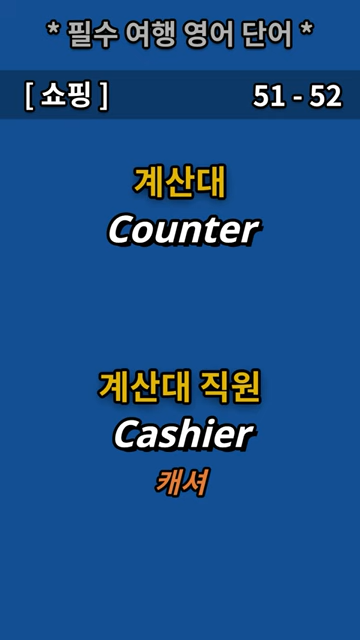 * 필수 여행 영어 단어 *
[ 쇼핑 ] 51 - 52
계산대
Counter
계산대 직원
Cashier
캐셔